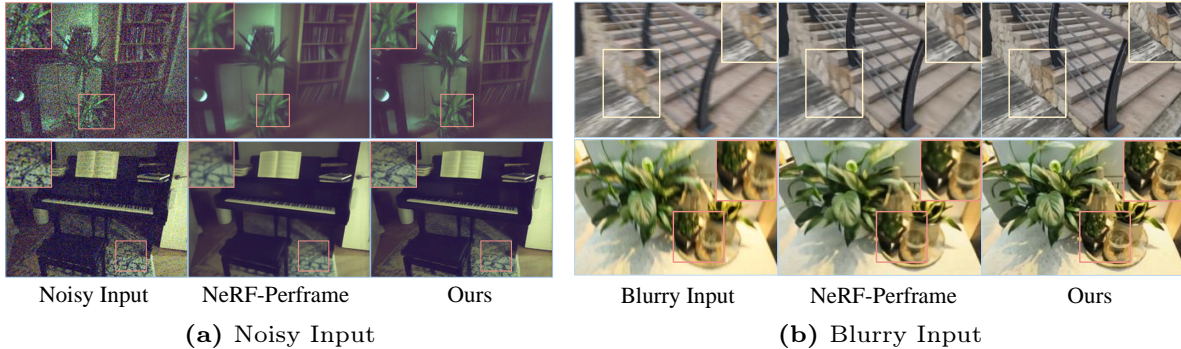 Noisy Input NeRF-Perframe Ours
(a) Noisy Input
Blurry Input NeRF-Perframe Ours
(b) Blurry Input